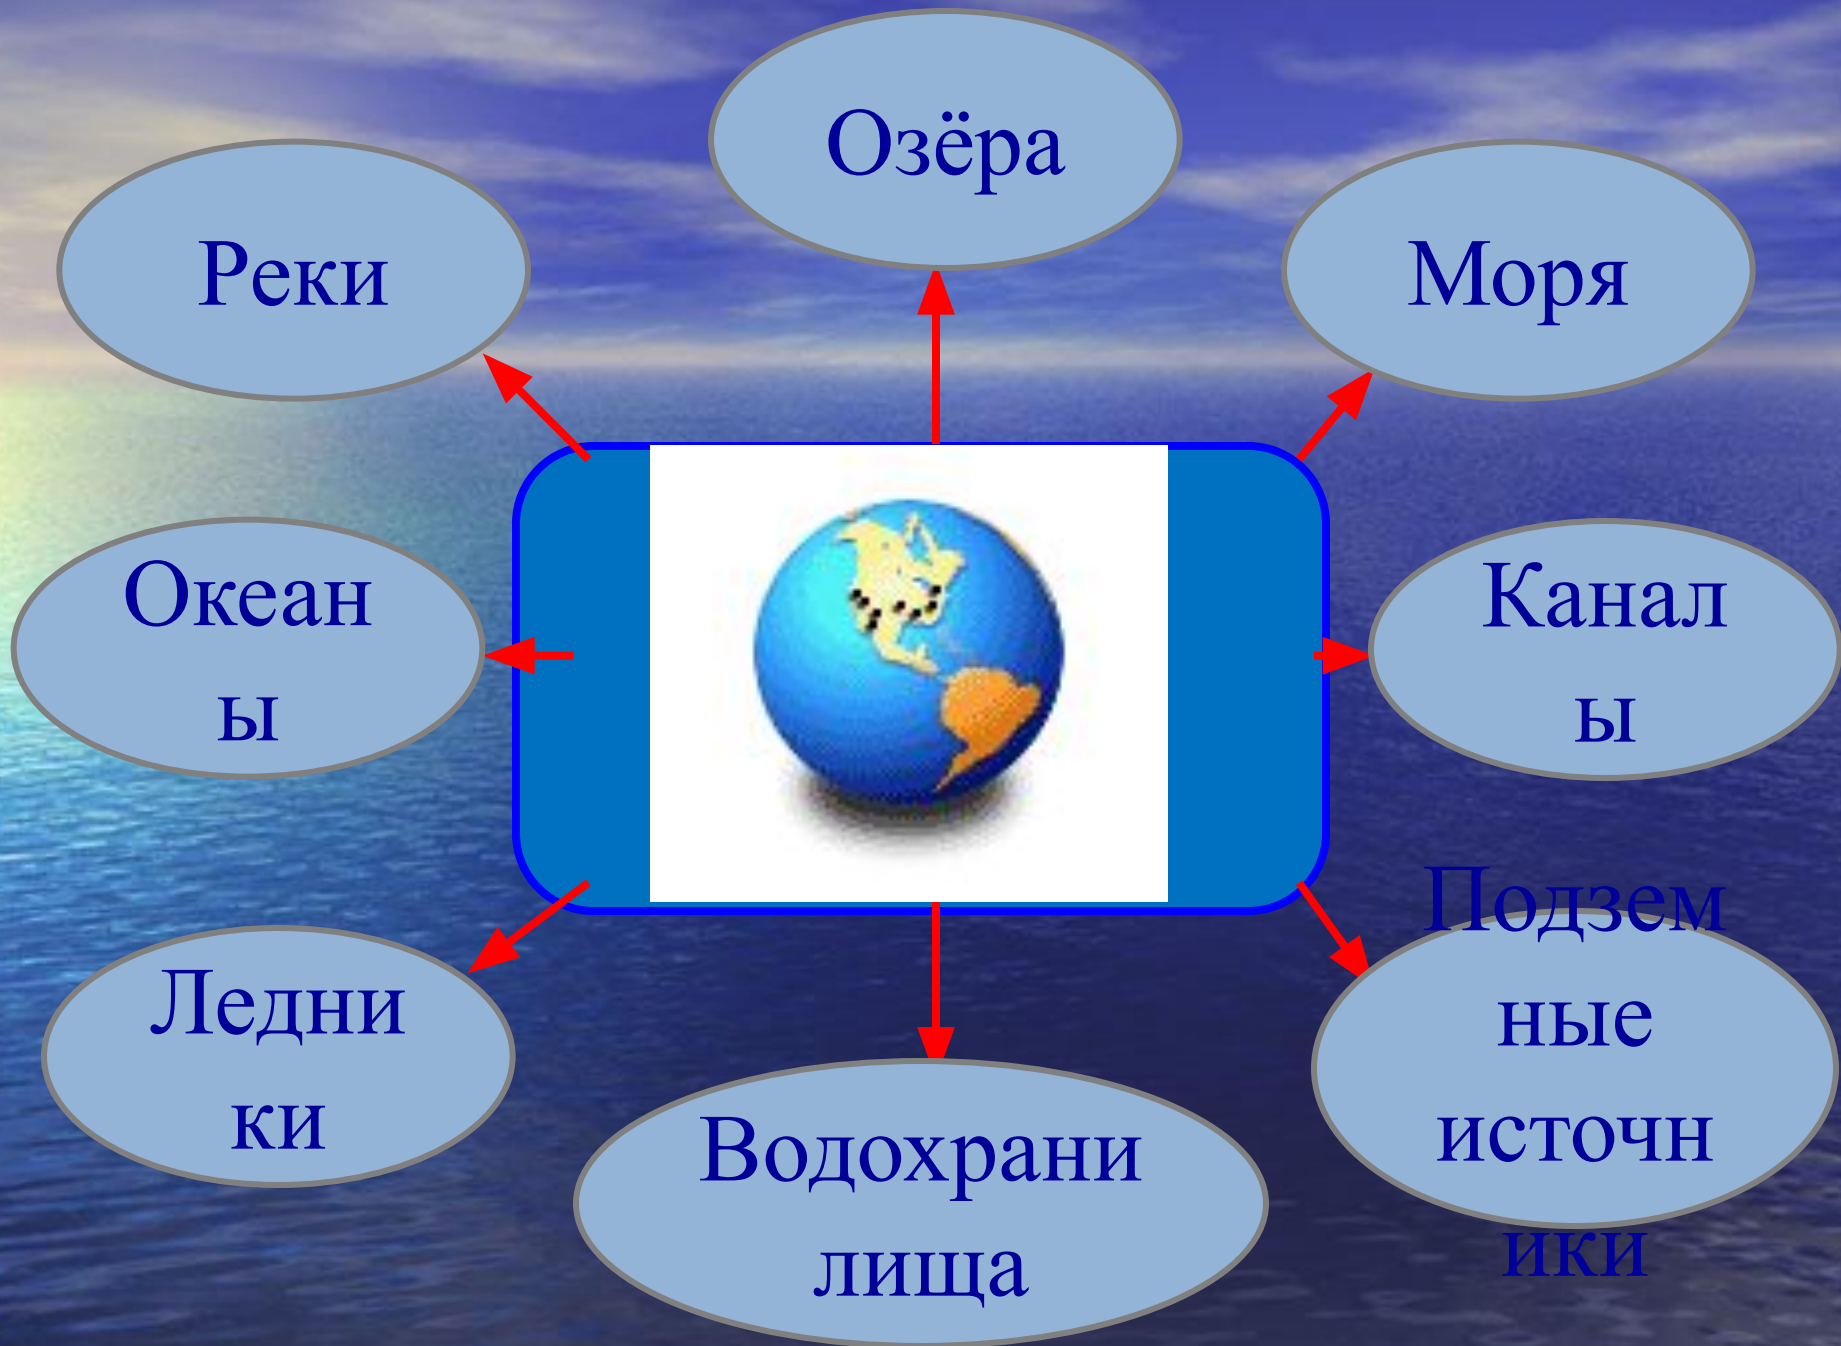 Озёра
Реки
Моря
Океан
ы
Канал
ы
Подзем
ные
источн
ики
Ледни
ки
Водохрани
лища